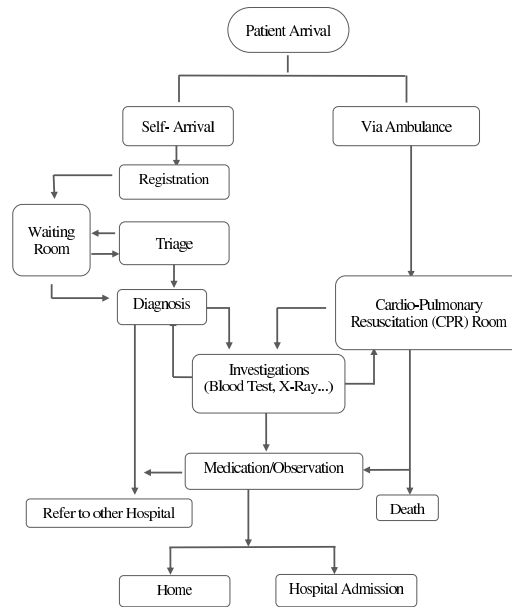 Patient Arrival
Self- Arrival
Via Ambulance
Registration
Waiting
Room
Triage
Diagnosis
Cardio-Pulmonary
Resuscitation (CPR) Room
Investigations
(Blood Test, X-Ray...)
Medication/Observation
Refer to other Hospital
Death
Home
Hospital Admission